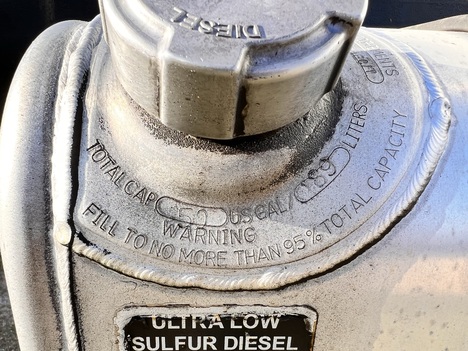 DIESEL
TOTAL CAP 50 US GAL/ 189 LITERS
WARNING
FILL TO NO MORE THAN 95% TOTAL CAPACITY
ULTRA LOW
SULFUR DIESEL